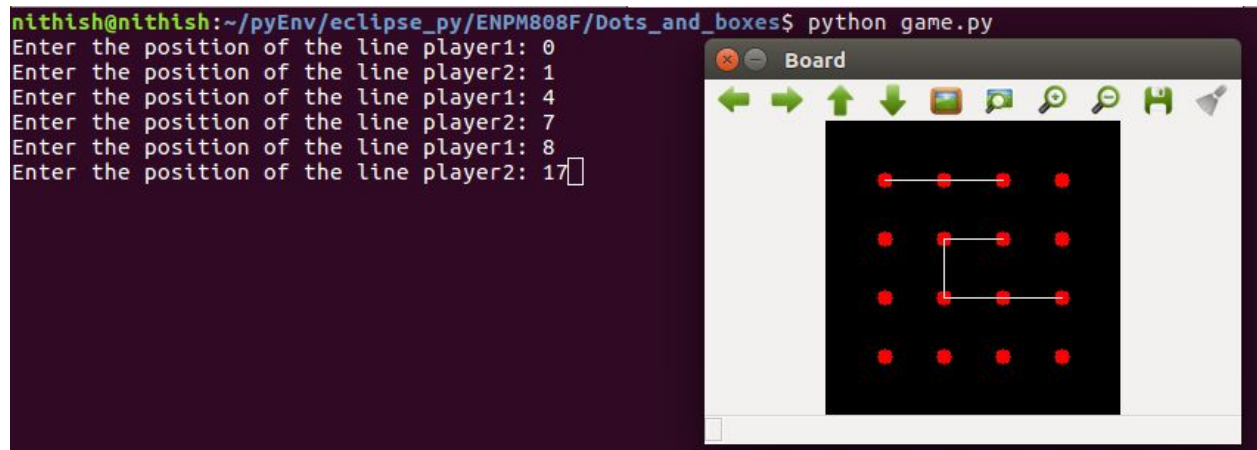 nithish@nithish:~/pyEnv/eclipse_py/ENPM808F/Dots_and_boxes$ python game.py
Enter the position of the line player1: 0
Enter the position of the line player2: 1
Enter the position of the line player1: 4
Enter the position of the line player2: 7
Enter the position of the line player1: 8
Enter the position of the line player2: 17
Board